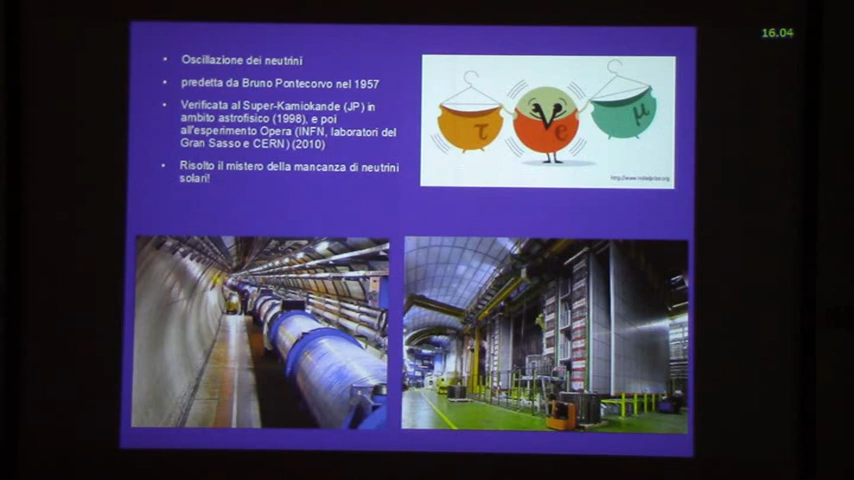 16.04
Oscillazione dei neutrini
predetta da Bruno Pontecorvo nel 1957
Verificata al Super-Kamiokande (JP) in
ambito astrofisico (1998), e poi
all'esperimento Opera (INFN, laboratori del
Gran Sasso e CERN) (2010)
Risolto il mistero della mancanza di neutrini
solari!
τ
ν e
μ